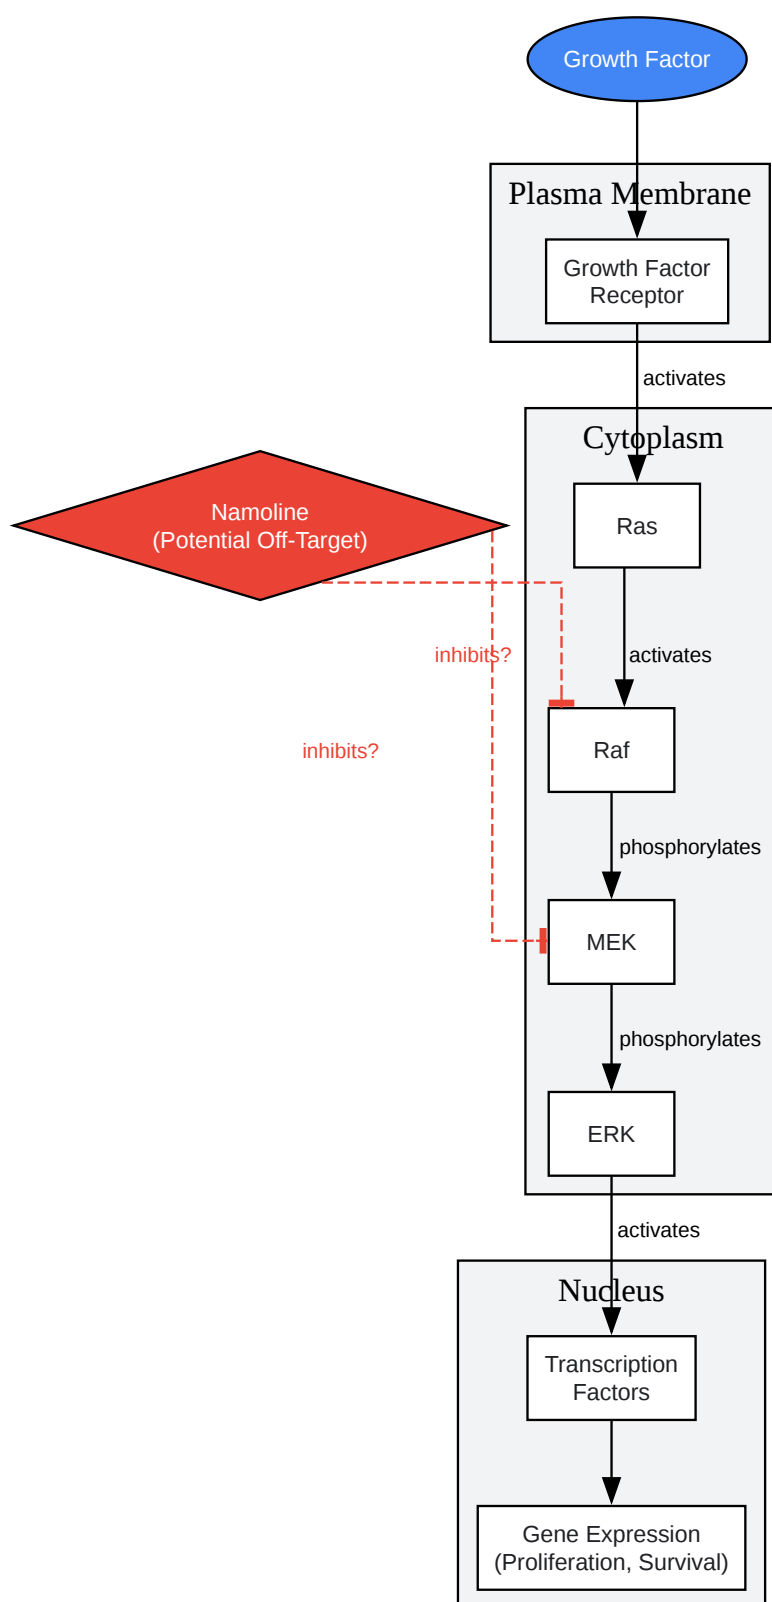 Growth Factor
Plasma Membrane
Growth Factor
Receptor
activates
Cytoplasm
Namoline
(Potential Off-Target)
Ras
inhibits?
activates
inhibits?
Raf
phosphorylates
MEK
phosphorylates
ERK
activates
Nucleus
Transcription
Factors
Gene Expression
(Proliferation, Survival)